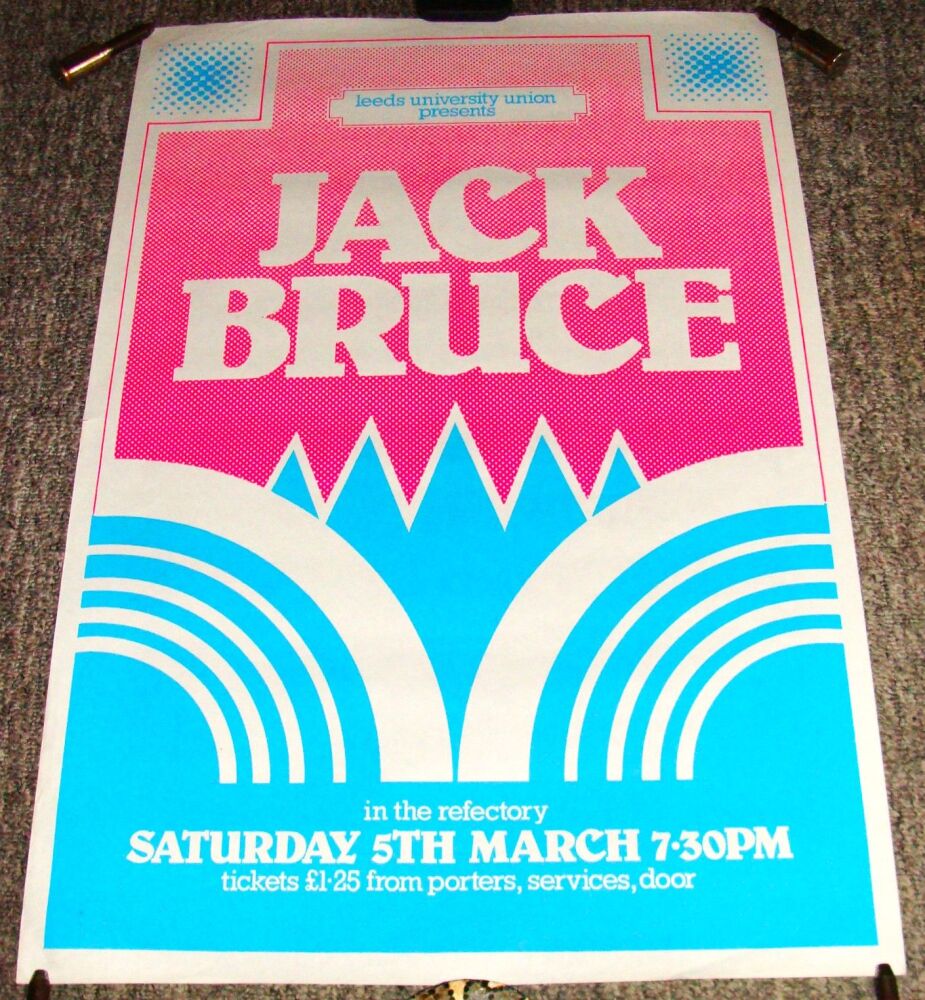 leeds university union
presents
JACK
BRUCE
in the refectory
SATURDAY 5TH MARCH 7·30PM
tickets £1·25 from porters, services, door